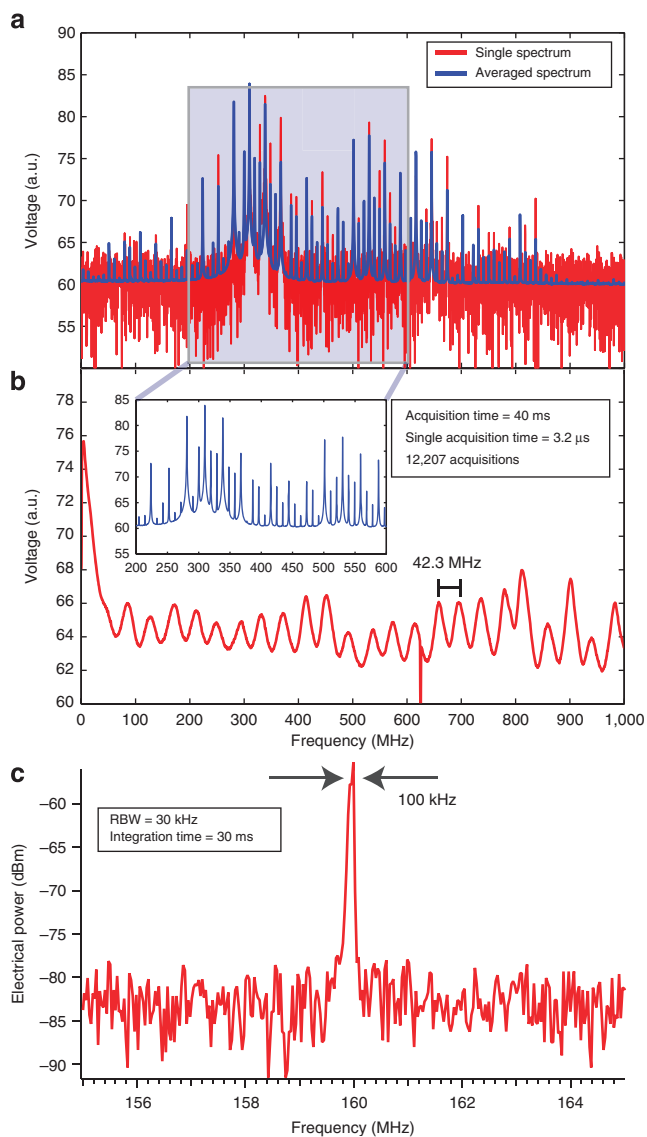 a
90
85
80
75
70
65
60
55
Voltage (a.u.)
Single spectrum
Averaged spectrum
b
78
76
74
72
70
68
66
64
62
60
Voltage (a.u.)
85
80
75
70
65
60
55
200 250 300 350 400 450 500 550 600
Acquisition time = 40 ms
Single acquisition time = 3.2 μs
12,207 acquisitions
42.3 MHz
0 100 200 300 400 500 600 700 800 900 1,000
Frequency (MHz)
c
−60
−65
−70
−75
−80
−85
−90
Electrical power (dBm)
RBW = 30 kHz
Integration time = 30 ms
100 kHz
156 158 160 162 164
Frequency (MHz)